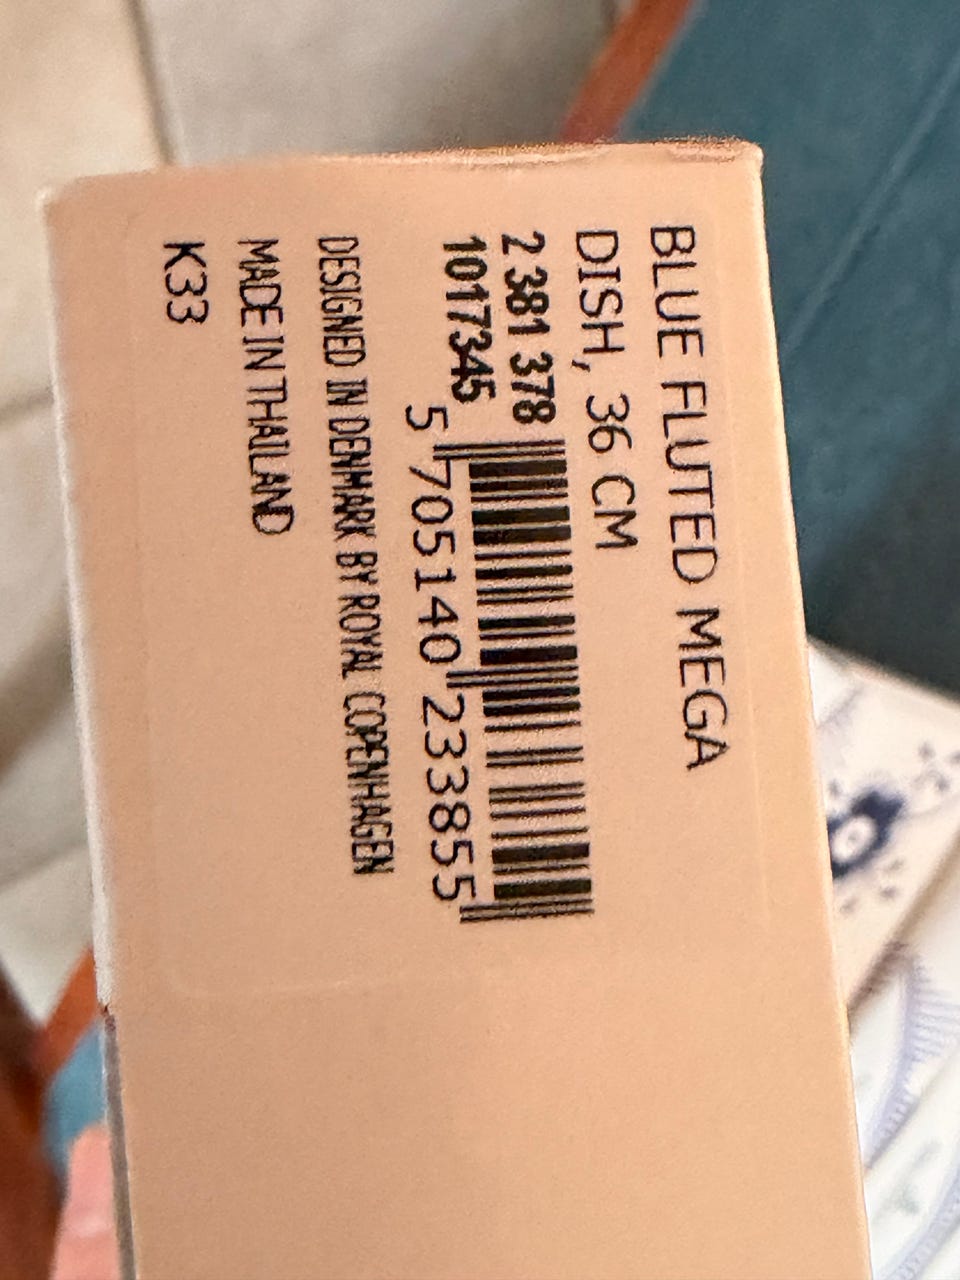 BLUE FLUTED MEGA
DISH, 36 CM
2 381 378
1017345
5 705140 233855
DESIGNED IN DENMARK BY ROYAL COPENHAGEN
MADE IN THAILAND
K33